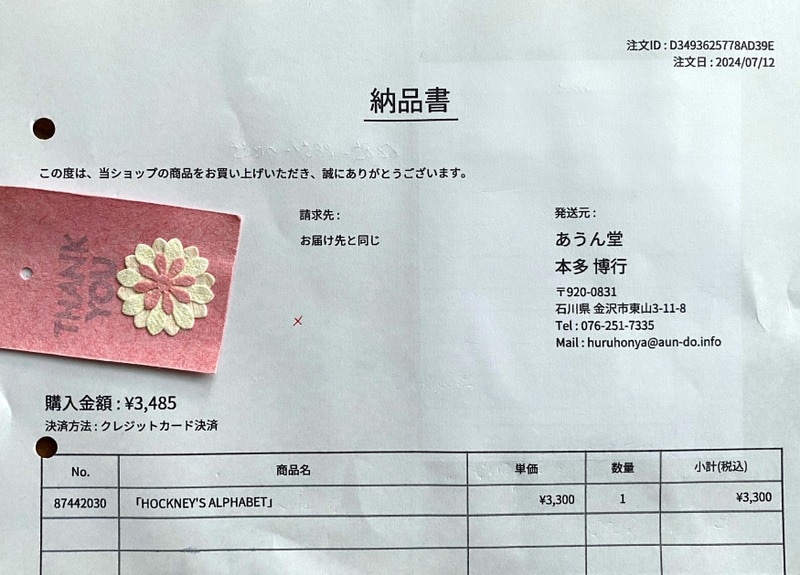 注文ID : D3493625778AD39E
注文日 : 2024/07/12
納品書
この度は、当ショップの商品をお買い上げいただき、誠にありがとうございます。
THANK
YOU
請求先 :
お届け先と同じ
発送元 :
あうん堂
本多 博行
〒920-0831
石川県 金沢市東山3-11-8
Tel : 076-251-7335
Mail : huruhonya@aun-do.info
購入金額 : ¥3,485
決済方法 : クレジットカード決済
No. 商品名 単価 数量 小計(税込)
87442030 「HOCKNEY'S ALPHABET」 ¥3,300 1 ¥3,300